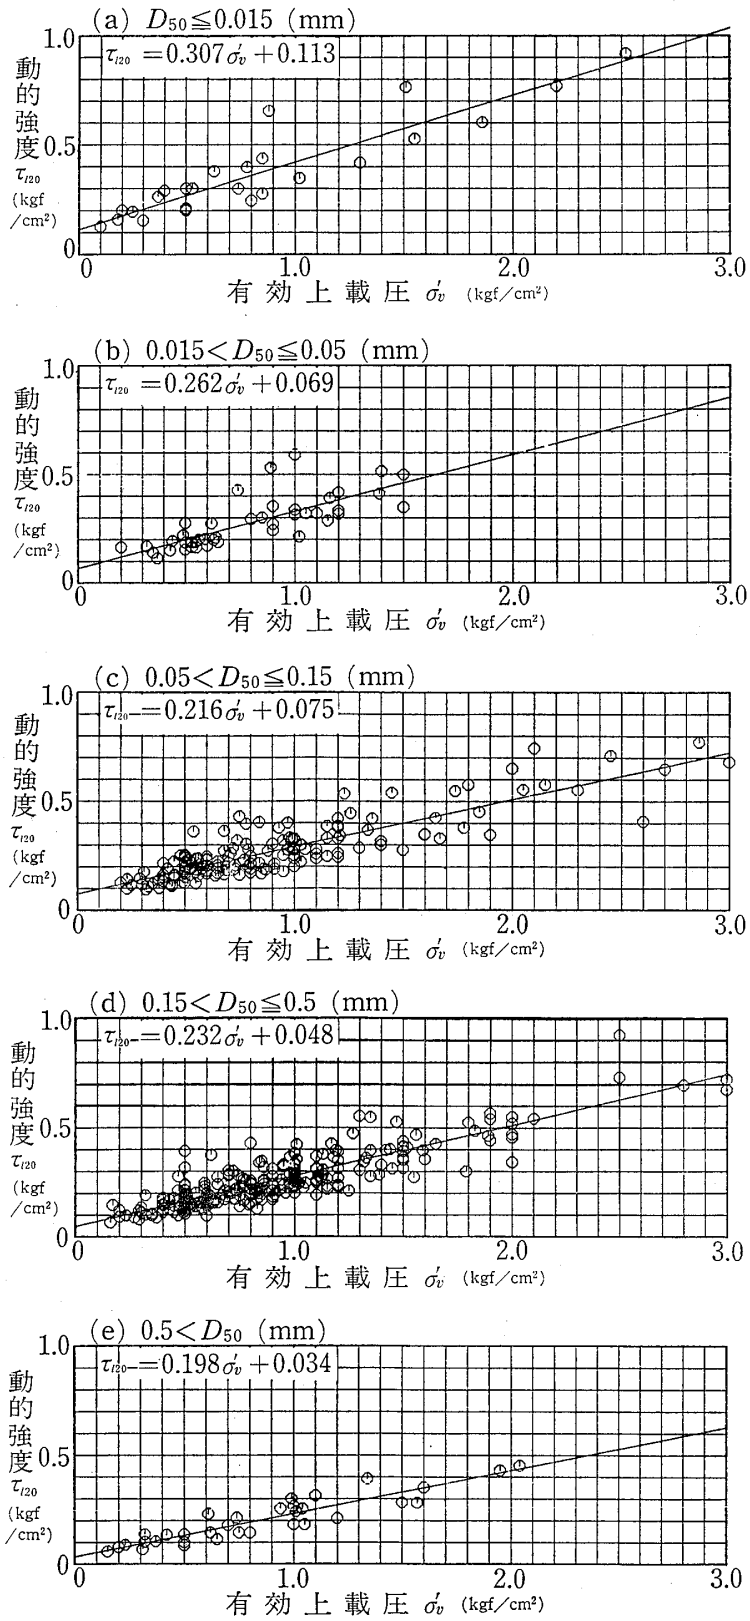 (a) D₅₀≦0.015 (mm)
τₗ₂₀ =0.307σ′ᵥ+0.113
1.0
0.5
0
動的強度 τₗ₂₀ (kgf/cm²)
0 1.0 2.0 3.0
有効上載圧 σ′ᵥ (kgf/cm²)
(b) 0.015<D₅₀≦0.05 (mm)
τₗ₂₀ =0.262σ′ᵥ+0.069
1.0
0.5
0
動的強度 τₗ₂₀ (kgf/cm²)
0 1.0 2.0 3.0
有効上載圧 σ′ᵥ (kgf/cm²)
(c) 0.05<D₅₀≦0.15 (mm)
τₗ₂₀=0.216σ′ᵥ+0.075
1.0
0.5
0
動的強度 τₗ₂₀ (kgf/cm²)
0 1.0 2.0 3.0
有効上載圧 σ′ᵥ (kgf/cm²)
(d) 0.15<D₅₀≦0.5 (mm)
τₗ₂₀=0.232σ′ᵥ+0.048
1.0
0.5
0
動的強度 τₗ₂₀ (kgf/cm²)
0 1.0 2.0 3.0
有効上載圧 σ′ᵥ (kgf/cm²)
(e) 0.5<D₅₀ (mm)
τₗ₂₀=0.198σ′ᵥ+0.034
1.0
0.5
0
動的強度 τₗ₂₀ (kgf/cm²)
0 1.0 2.0 3.0
有効上載圧 σ′ᵥ (kgf/cm²)